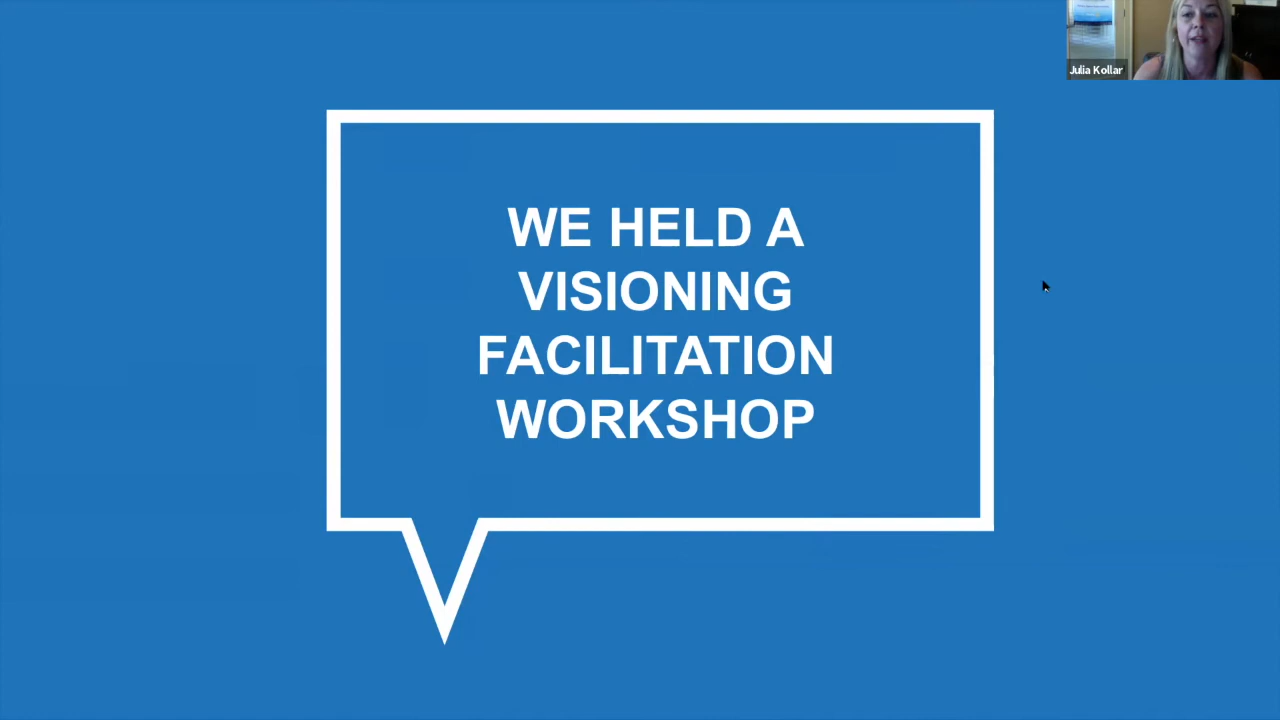 Julia Kollar
WE HELD A
VISIONING
FACILITATION
WORKSHOP